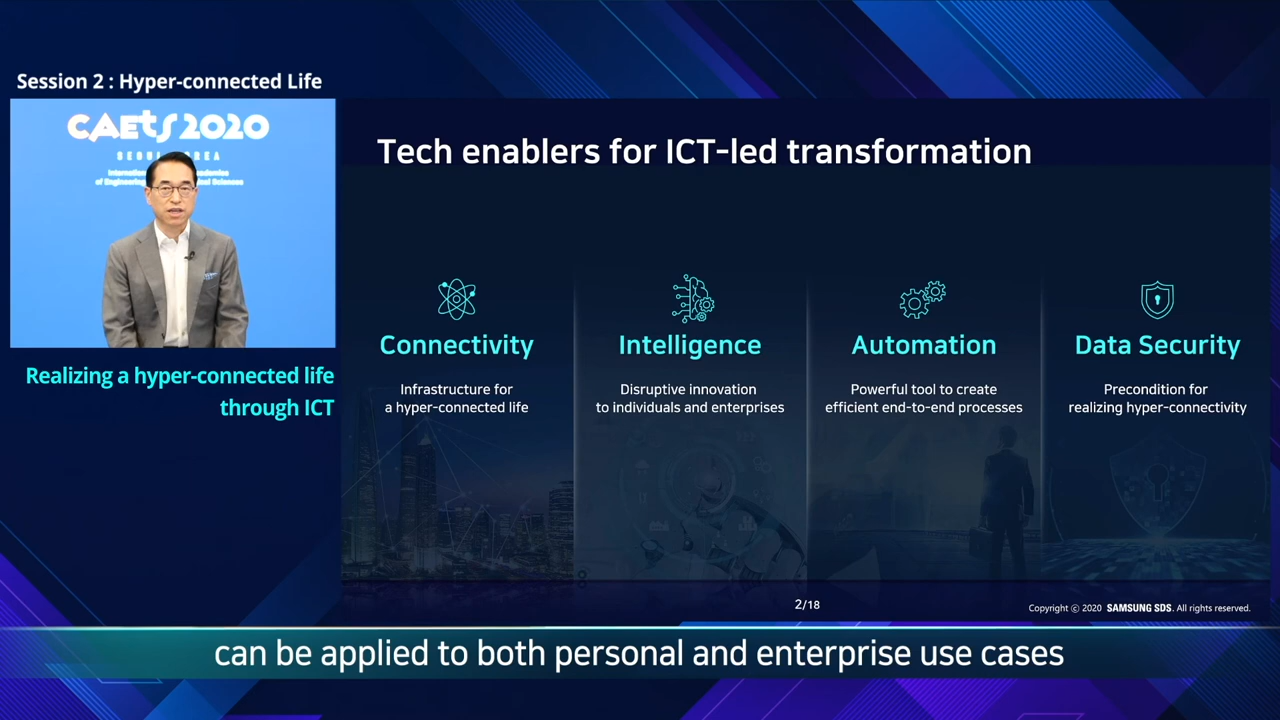 Session 2 : Hyper-connected Life
CAETS 2020
SEOUL KOREA
of Engineering
Sciences
Realizing a hyper-connected life
through ICT
Tech enablers for ICT-led transformation
Connectivity
Infrastructure for
a hyper-connected life
Intelligence
Disruptive innovation
to individuals and enterprises
Automation
Powerful tool to create
efficient end-to-end processes
Data Security
Precondition for
realizing hyper-connectivity
2/18
Copyright ⓒ 2020 SAMSUNG SDS. All rights reserved.
can be applied to both personal and enterprise use cases